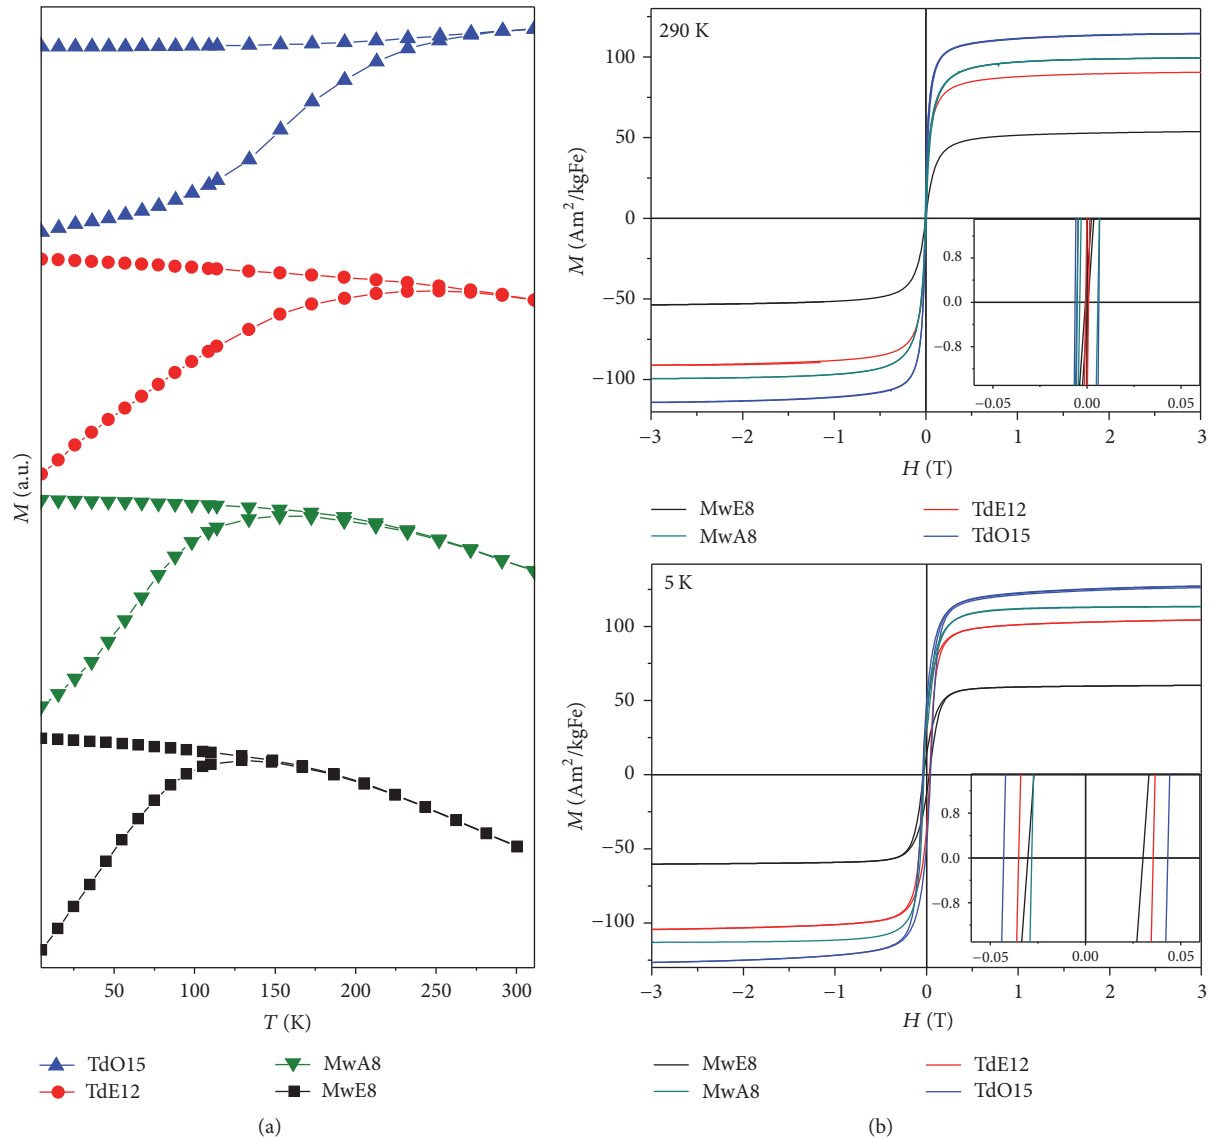 M (a.u.)
50
100
150
200
250
300
T (K)
TdO15
MwA8
TdE12
MwE8
(a)
290 K
100
50
0
−50
−100
M (Am²/kgFe)
0.8
0.0
−0.8
−0.05
0.00
0.05
−3
−2
−1
0
1
2
3
H (T)
MwE8
TdE12
MwA8
TdO15
5 K
100
50
0
−50
−100
M (Am²/kgFe)
0.8
0.0
−0.8
−0.05
0.00
0.05
−3
−2
−1
0
1
2
3
H (T)
MwE8
TdE12
MwA8
TdO15
(b)